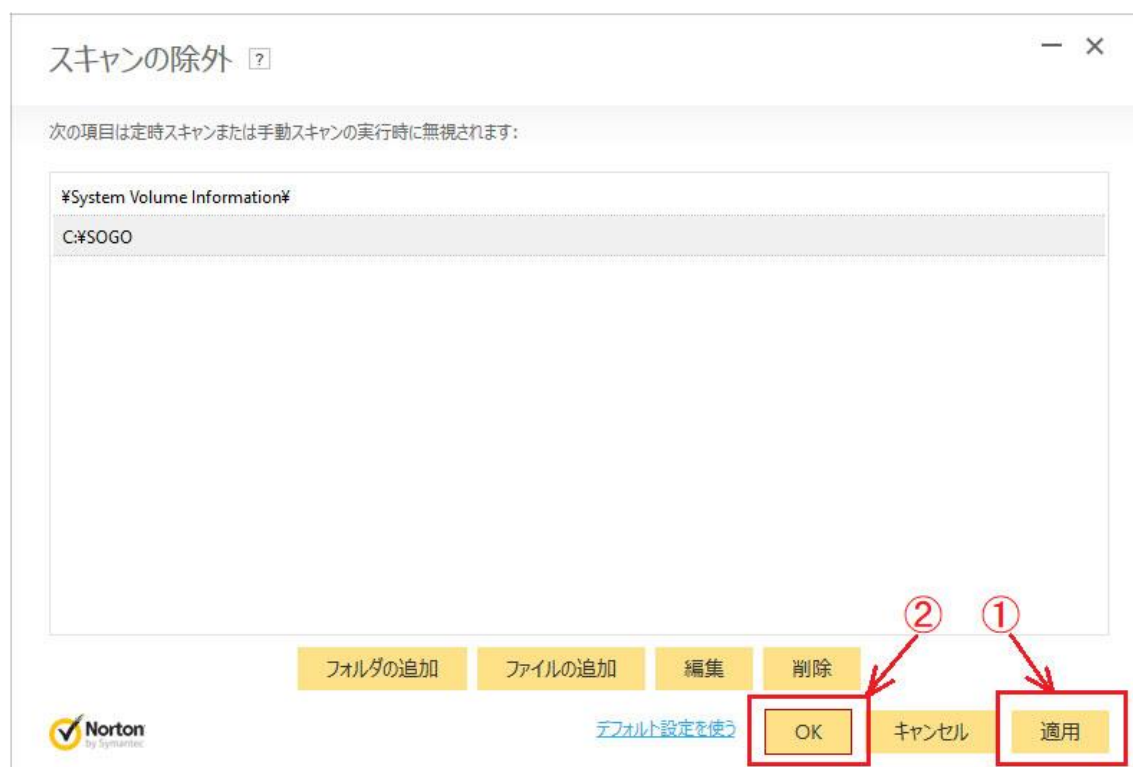 スキャンの除外 ?
次の項目は定時スキャンまたは手動スキャンの実行時に無視されます:
¥System Volume Information¥
C:¥SOGO
② ①
フォルダの追加 ファイルの追加 編集 削除
Norton
by Symantec
デフォルト設定を使う OK キャンセル 適用